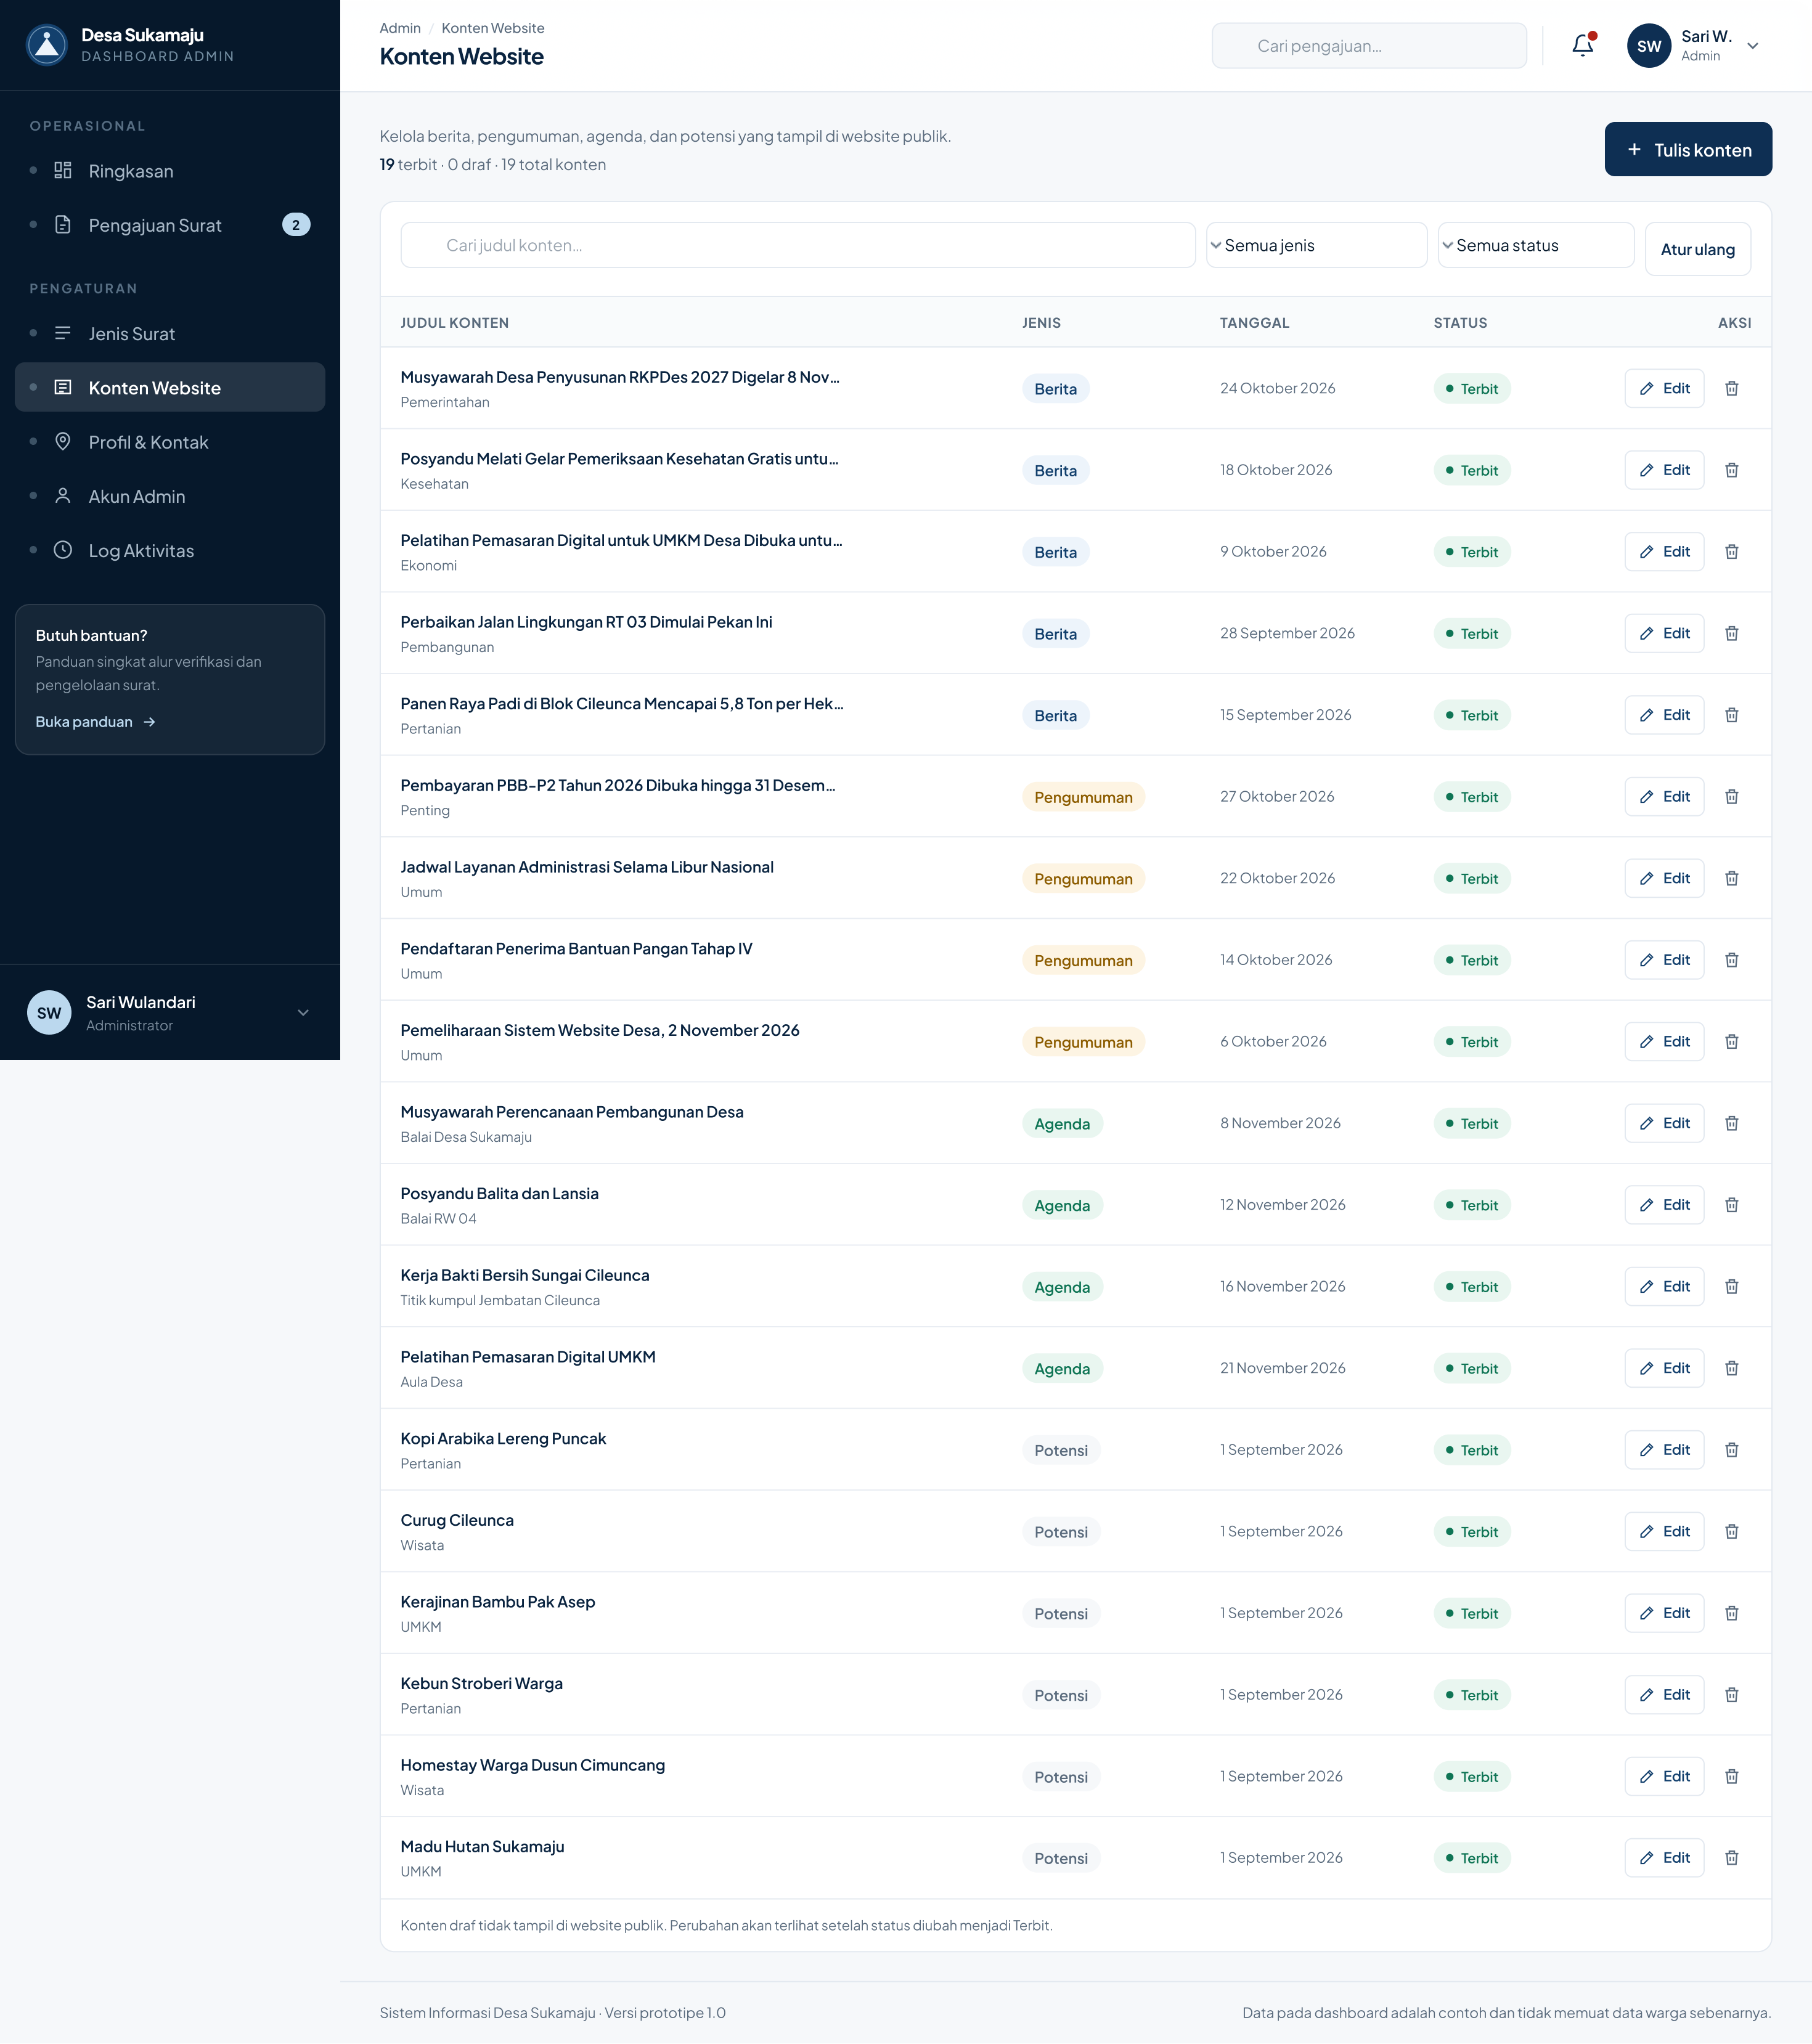 Desa Sukamaju
DASHBOARD ADMIN
OPERASIONAL
Ringkasan
Pengajuan Surat 2
PENGATURAN
Jenis Surat
Konten Website
Profil & Kontak
Akun Admin
Log Aktivitas
Butuh bantuan?
Panduan singkat alur verifikasi dan
pengelolaan surat.
Buka panduan →
SW Sari Wulandari
Administrator
Admin / Konten Website
Konten Website
Cari pengajuan...
SW Sari W.
Admin
Kelola berita, pengumuman, agenda, dan potensi yang tampil di website publik.
19 terbit · 0 draf · 19 total konten
+ Tulis konten
Cari judul konten...
Semua jenis
Semua status
Atur ulang
JUDUL KONTEN JENIS TANGGAL STATUS AKSI
Musyawarah Desa Penyusunan RKPDes 2027 Digelar 8 Nov...
Pemerintahan
Berita 24 Oktober 2026 Terbit Edit
Posyandu Melati Gelar Pemeriksaan Kesehatan Gratis untu...
Kesehatan
Berita 18 Oktober 2026 Terbit Edit
Pelatihan Pemasaran Digital untuk UMKM Desa Dibuka untu...
Ekonomi
Berita 9 Oktober 2026 Terbit Edit
Perbaikan Jalan Lingkungan RT 03 Dimulai Pekan Ini
Pembangunan
Berita 28 September 2026 Terbit Edit
Panen Raya Padi di Blok Cileunca Mencapai 5,8 Ton per Hek...
Pertanian
Berita 15 September 2026 Terbit Edit
Pembayaran PBB-P2 Tahun 2026 Dibuka hingga 31 Desem...
Penting
Pengumuman 27 Oktober 2026 Terbit Edit
Jadwal Layanan Administrasi Selama Libur Nasional
Umum
Pengumuman 22 Oktober 2026 Terbit Edit
Pendaftaran Penerima Bantuan Pangan Tahap IV
Umum
Pengumuman 14 Oktober 2026 Terbit Edit
Pemeliharaan Sistem Website Desa, 2 November 2026
Umum
Pengumuman 6 Oktober 2026 Terbit Edit
Musyawarah Perencanaan Pembangunan Desa
Balai Desa Sukamaju
Agenda 8 November 2026 Terbit Edit
Posyandu Balita dan Lansia
Balai RW 04
Agenda 12 November 2026 Terbit Edit
Kerja Bakti Bersih Sungai Cileunca
Titik kumpul Jembatan Cileunca
Agenda 16 November 2026 Terbit Edit
Pelatihan Pemasaran Digital UMKM
Aula Desa
Agenda 21 November 2026 Terbit Edit
Kopi Arabika Lereng Puncak
Pertanian
Potensi 1 September 2026 Terbit Edit
Curug Cileunca
Wisata
Potensi 1 September 2026 Terbit Edit
Kerajinan Bambu Pak Asep
UMKM
Potensi 1 September 2026 Terbit Edit
Kebun Stroberi Warga
Pertanian
Potensi 1 September 2026 Terbit Edit
Homestay Warga Dusun Cimuncang
Wisata
Potensi 1 September 2026 Terbit Edit
Madu Hutan Sukamaju
UMKM
Potensi 1 September 2026 Terbit Edit
Konten draf tidak tampil di website publik. Perubahan akan terlihat setelah status diubah menjadi Terbit.
Sistem Informasi Desa Sukamaju · Versi prototipe 1.0
Data pada dashboard adalah contoh dan tidak memuat data warga sebenarnya.